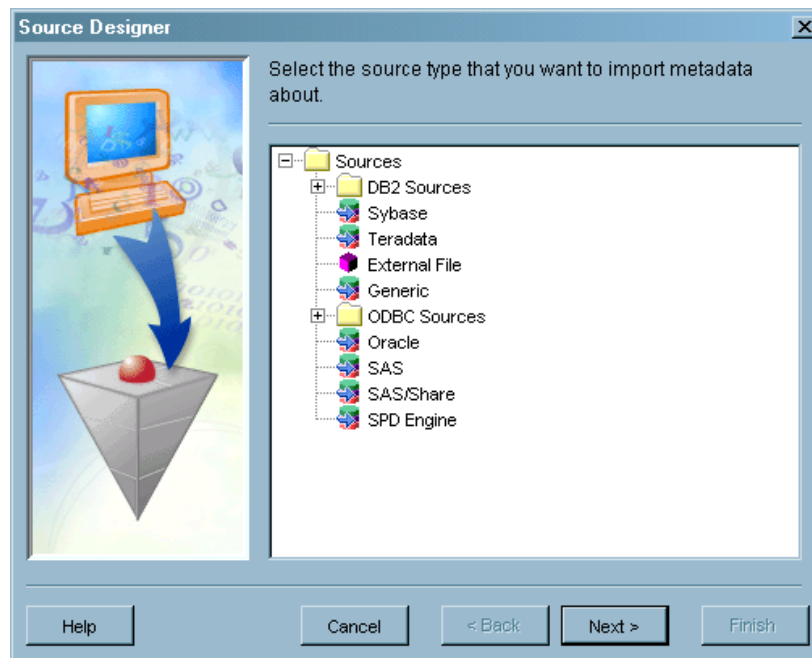 Source Designer
Select the source type that you want to import metadata
about.
Sources
DB2 Sources
Sybase
Teradata
External File
Generic
ODBC Sources
Oracle
SAS
SAS/Share
SPD Engine
Help
Cancel
< Back
Next >
Finish